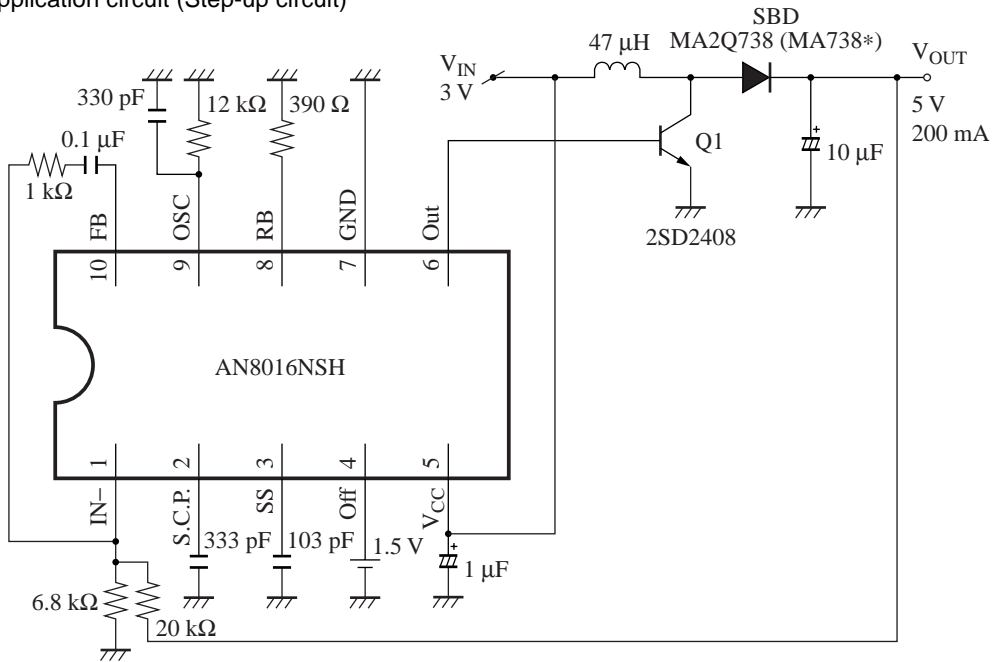 pplication circuit (Step-up circuit)
SBD
MA2Q738 (MA738*)
47 µH
VIN
3 V
VOUT
5 V
200 mA
330 pF
12 kΩ
390 Ω
0.1 µF
1 kΩ
Q1
10 µF
2SD2408
FB
OSC
RB
GND
Out
10
9
8
7
6
AN8016NSH
1
2
3
4
5
IN−
S.C.P.
SS
Off
VCC
333 pF
103 pF
1.5 V
1 µF
6.8 kΩ
20 kΩ